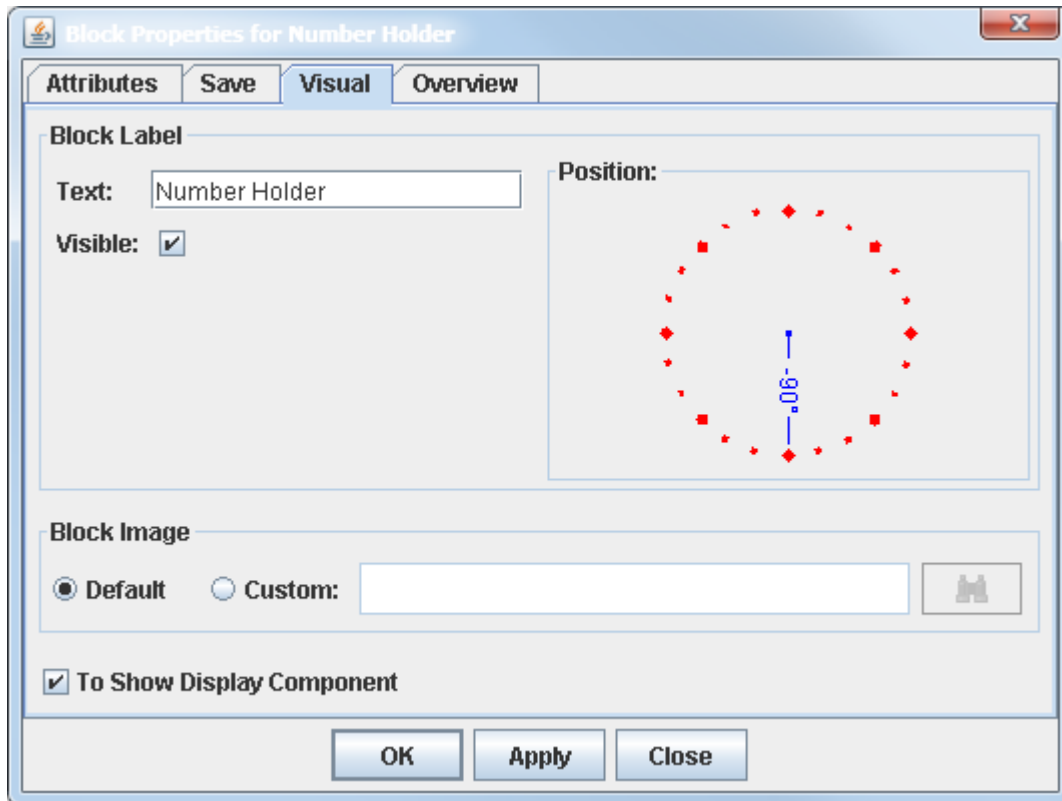 Block Properties for Number Holder
Attributes Save Visual Overview
Block Label
Text: Number Holder
Visible:
Position:
-90°
Block Image
Default Custom:
To Show Display Component
OK Apply Close